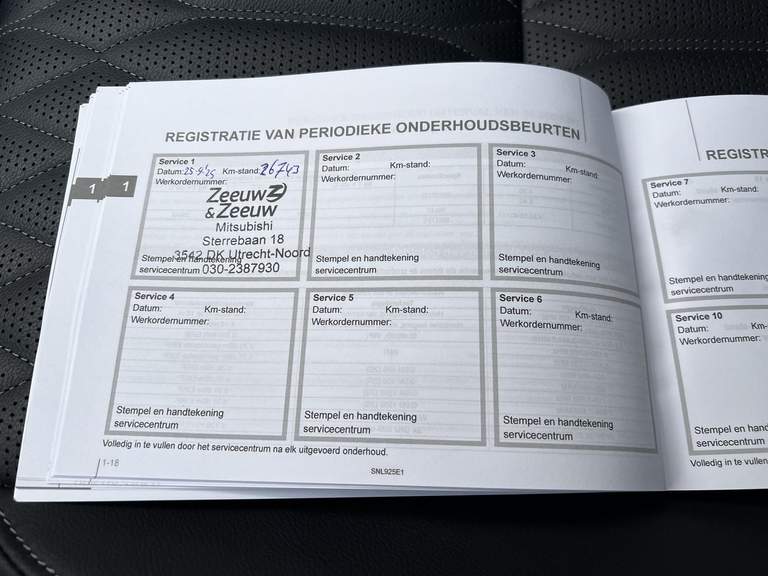 REGISTRATIE VAN PERIODIEKE ONDERHOUDSBEURTEN
1
1
Service 1
Datum: Km-stand: 26743
Werkordernummer:
Zeeuw
& Zeeuw
Mitsubishi
Sterrebaan 18
3542 DK Utrecht-Noord
030-2387930
Stempel en handtekening
servicecentrum
Service 2
Datum: Km-stand:
Werkordernummer:
Stempel en handtekening
servicecentrum
Service 3
Datum: Km-stand:
Werkordernummer:
Stempel en handtekening
servicecentrum
Service 4
Datum: Km-stand:
Werkordernummer:
Stempel en handtekening
servicecentrum
Service 5
Datum: Km-stand:
Werkordernummer:
Stempel en handtekening
servicecentrum
Service 6
Datum: Km-stand:
Werkordernummer:
Stempel en handtekening
servicecentrum
Volledig in te vullen door het servicecentrum na elk uitgevoerd onderhoud.
1-18
SNL925E1
REGISTR
Service 7
Datum: Km-stand:
Werkordernummer:
Stempel en handtekening
servicecentrum
Service 10
Datum: Km-
Werkordernummer:
Stempel en handt
servicecentrum
Volledig in te vullen